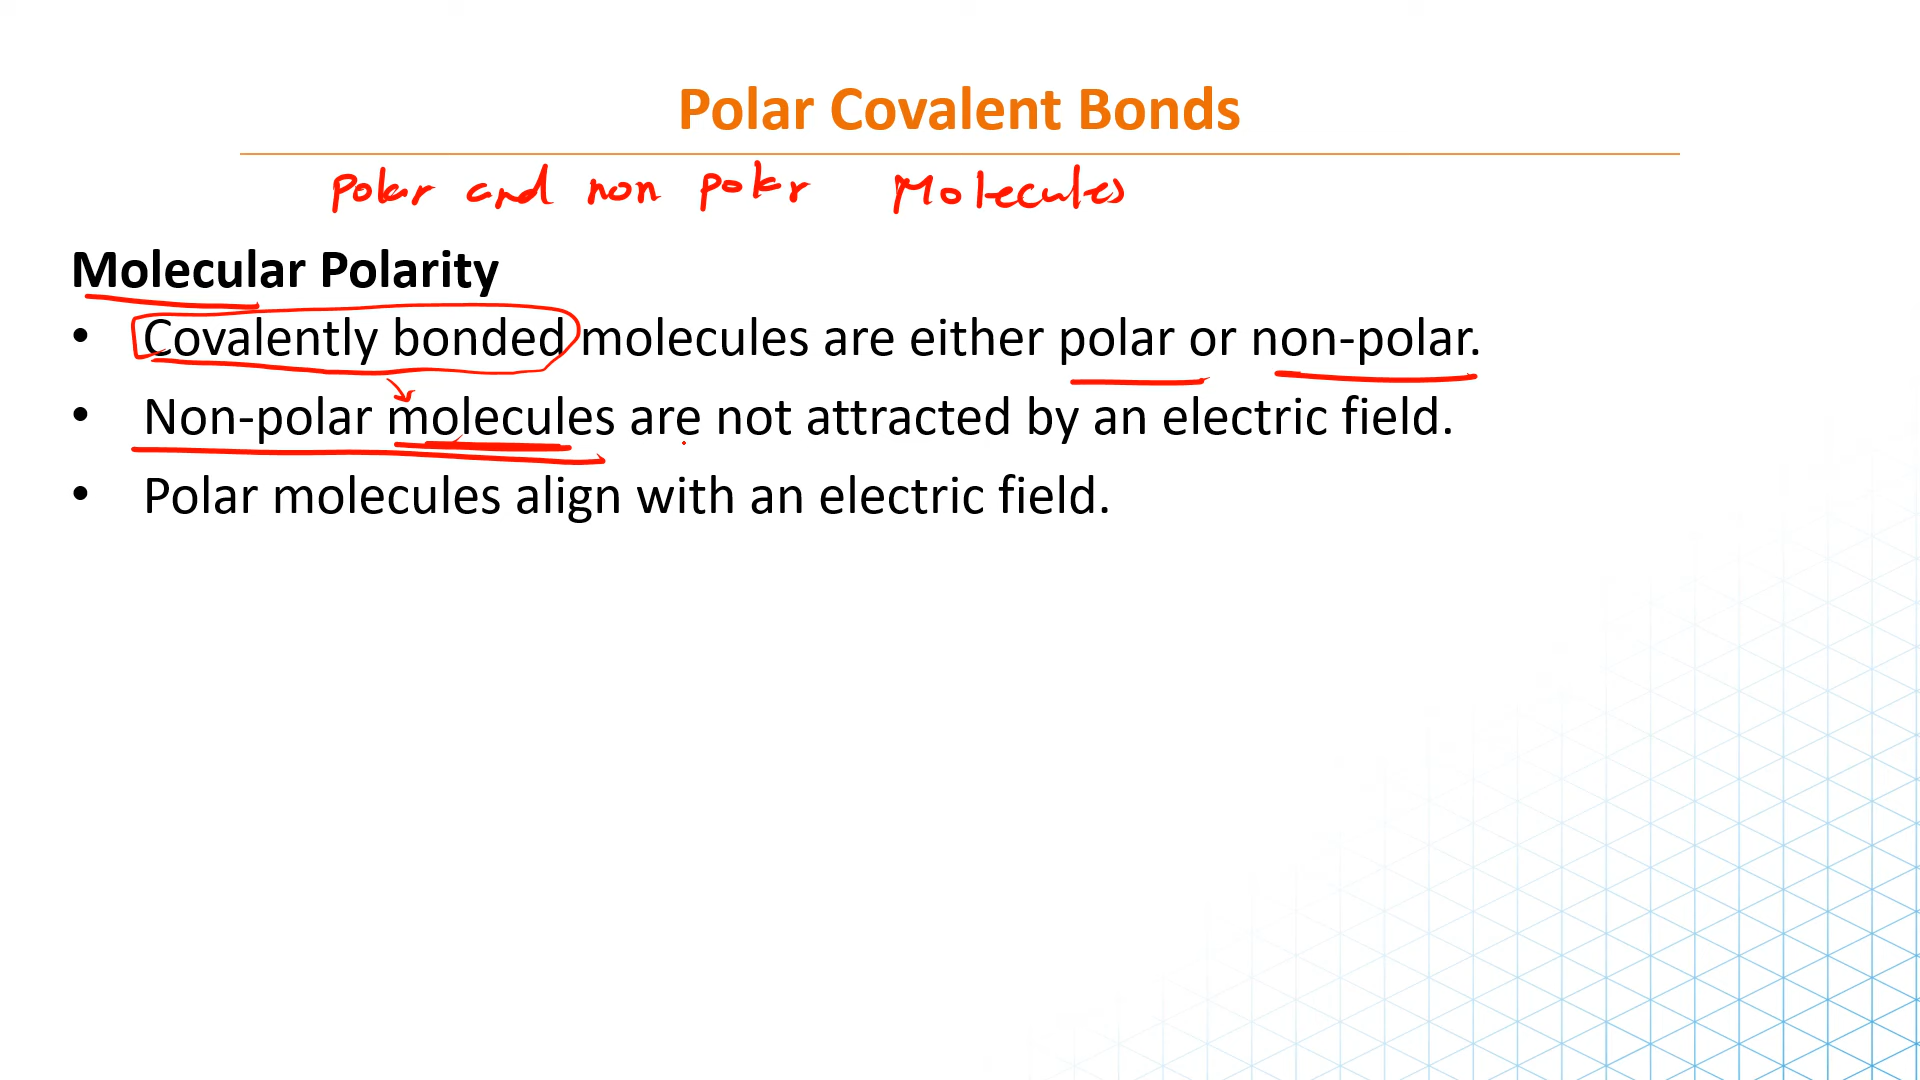 Polar Covalent Bonds
Polar and non polar Molecules
Molecular Polarity
• Covalently bonded molecules are either polar or non-polar.
• Non-polar molecules are not attracted by an electric field.
• Polar molecules align with an electric field.